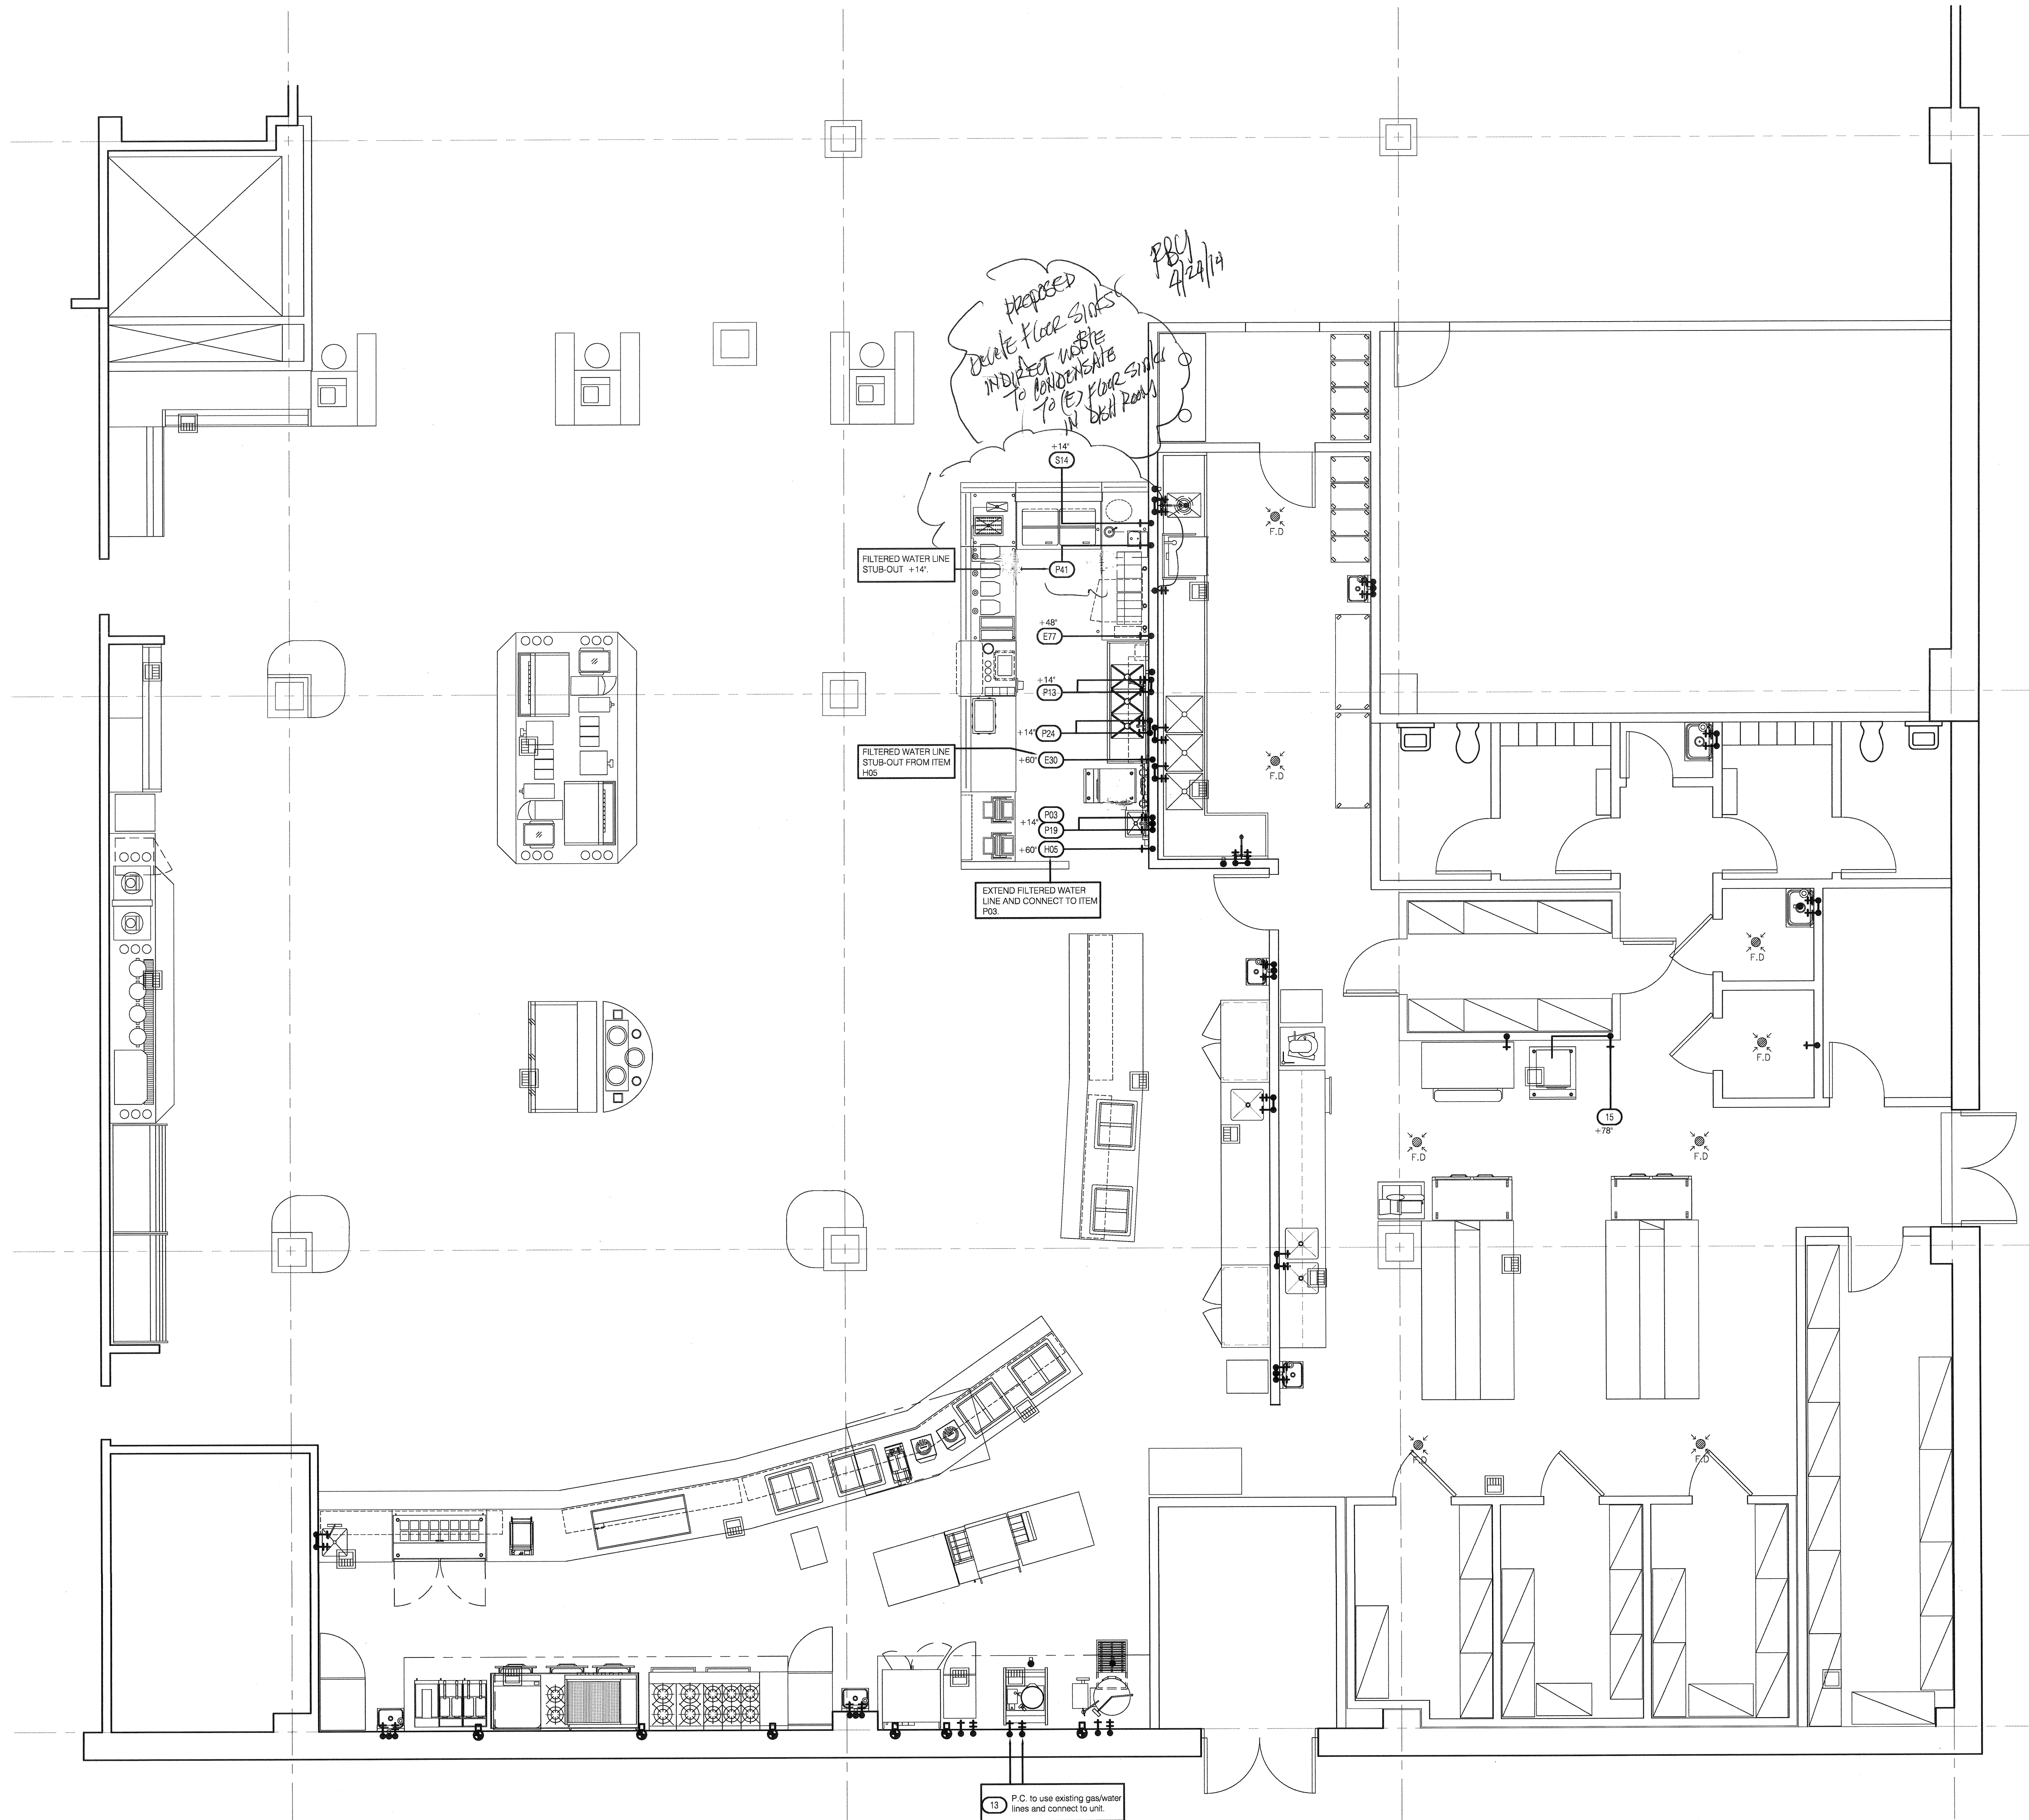 RBU
4/24/14
PROPOSED
DELETE FLOOR SINKS
INDIRECT WASTE
TO CONDENSATE
TO (E) FLOOR SINKS
IN DISH ROOM
+14"
S14
F.D
FILTERED WATER LINE
STUB-OUT +14".
P41
+48"
E77
+14"
P13
+14" P24
FILTERED WATER LINE
STUB-OUT FROM ITEM
H05
+60" E30
F.D
P03
+14"
P19
+60" H05
EXTEND FILTERED WATER
LINE AND CONNECT TO ITEM
P03.
F.D
F.D
15
+78"
F.D
F.D
F.D
F.D
13
P.C. to use existing gas/water
lines and connect to unit.